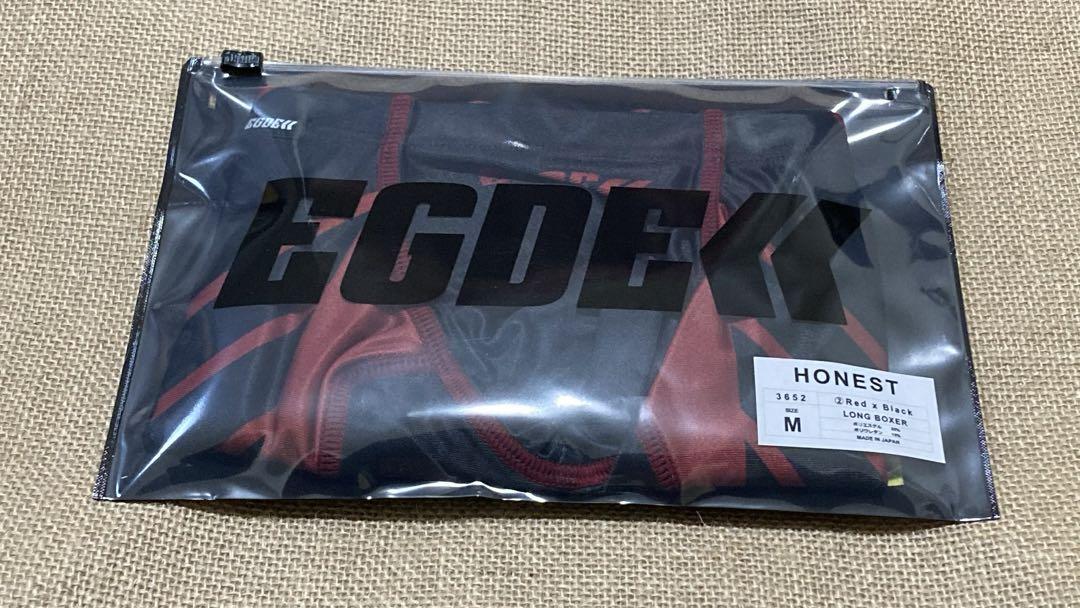 EGDE
EGDE
HONEST
3652 ②Red x Black
SIZE LONG BOXER
M ポリエステル
ポリウレタン
MADE IN JAPAN